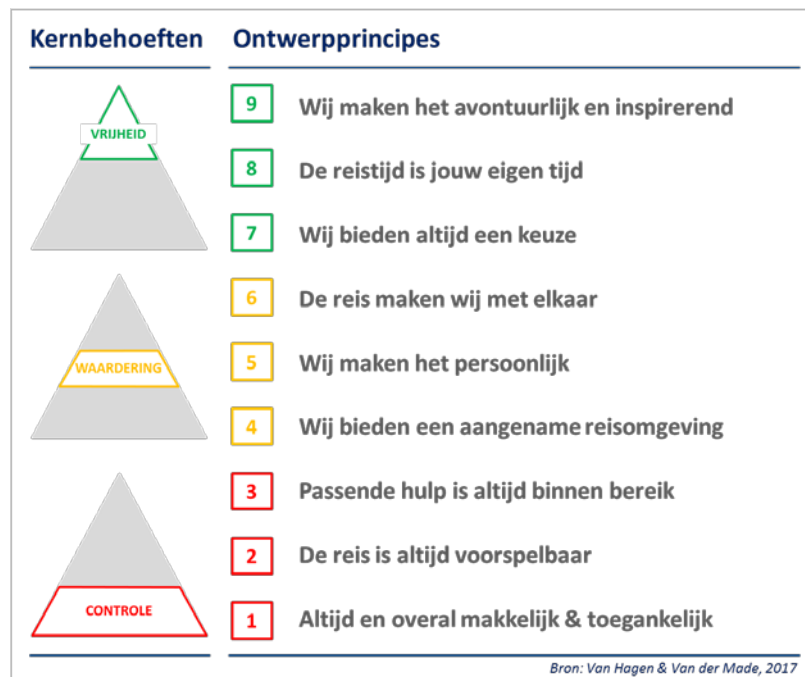 Kernbehoeften
Ontwerpprincipes
VRIJHEID
9 Wij maken het avontuurlijk en inspirerend
8 De reistijd is jouw eigen tijd
7 Wij bieden altijd een keuze
WAARDERING
6 De reis maken wij met elkaar
5 Wij maken het persoonlijk
4 Wij bieden een aangename reisomgeving
CONTROLE
3 Passende hulp is altijd binnen bereik
2 De reis is altijd voorspelbaar
1 Altijd en overal makkelijk & toegankelijk
Bron: Van Hagen & Van der Made, 2017